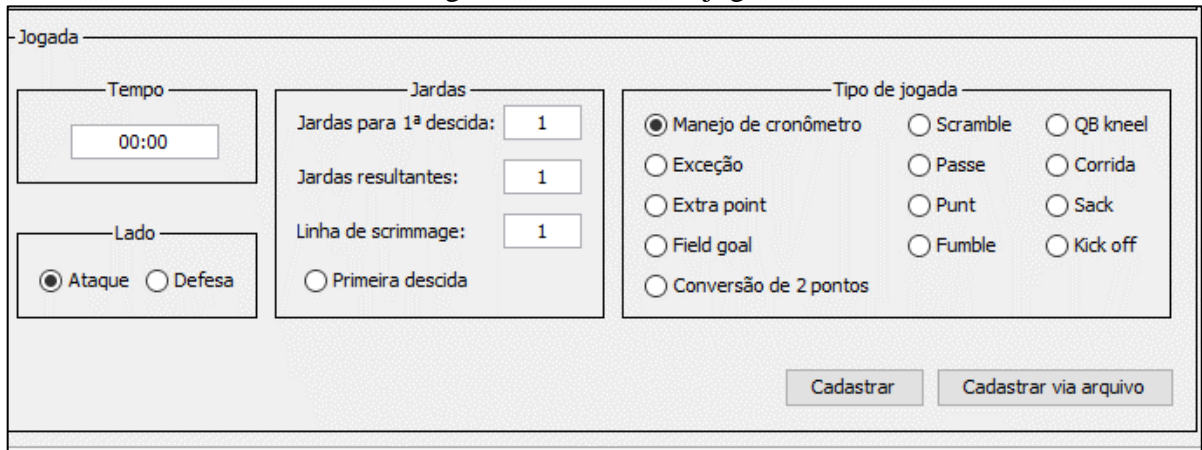 Jogada
Tempo
00:00
Lado
Ataque Defesa
Jardas
Jardas para 1ª descida: 1
Jardas resultantes: 1
Linha de scrimmage: 1
Primeira descida
Tipo de jogada
Manejo de cronômetro Scramble QB kneel
Exceção Passe Corrida
Extra point Punt Sack
Field goal Fumble Kick off
Conversão de 2 pontos
Cadastrar Cadastrar via arquivo